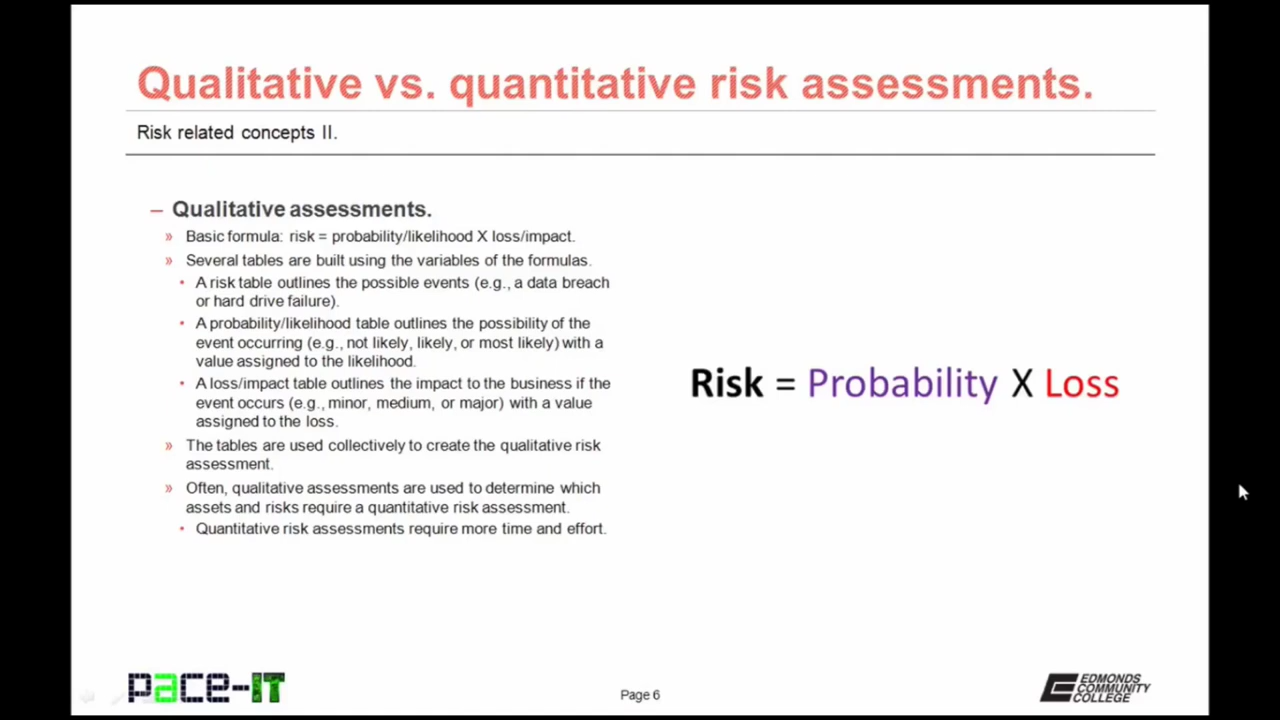 Qualitative vs. quantitative risk assessments.
Risk related concepts II.
– Qualitative assessments.
» Basic formula: risk = probability/likelihood X loss/impact.
» Several tables are built using the variables of the formulas.
• A risk table outlines the possible events (e.g., a data breach
or hard drive failure).
• A probability/likelihood table outlines the possibility of the
event occurring (e.g., not likely, likely, or most likely) with a
value assigned to the likelihood.
• A loss/impact table outlines the impact to the business if the
event occurs (e.g., minor, medium, or major) with a value
assigned to the loss.
» The tables are used collectively to create the qualitative risk
assessment.
» Often, qualitative assessments are used to determine which
assets and risks require a quantitative risk assessment.
• Quantitative risk assessments require more time and effort.
Risk = Probability X Loss
pace-IT
Page 6
EDMONDS
COMMUNITY
COLLEGE